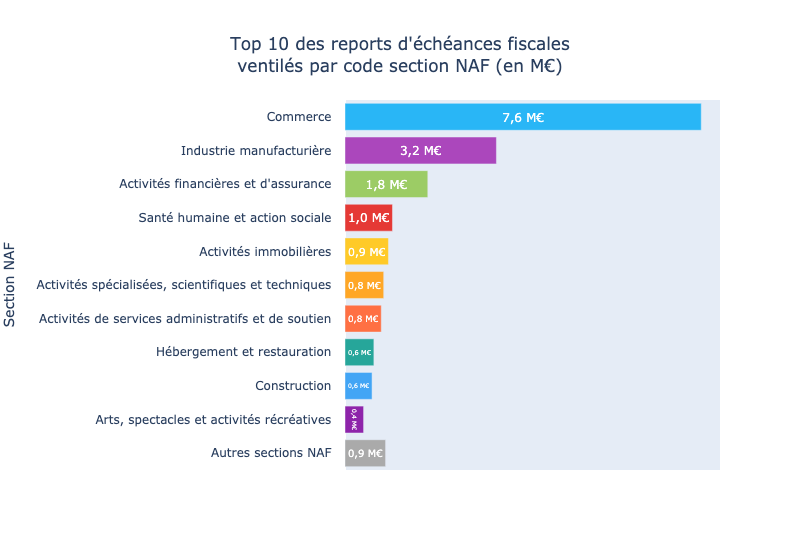 Top 10 des reports d'échéances fiscales
ventilés par code section NAF (en M€)
Section NAF
Commerce 7,6 M€
Industrie manufacturière 3,2 M€
Activités financières et d'assurance 1,8 M€
Santé humaine et action sociale 1,0 M€
Activités immobilières 0,9 M€
Activités spécialisées, scientifiques et techniques 0,8 M€
Activités de services administratifs et de soutien 0,8 M€
Hébergement et restauration 0,6 M€
Construction 0,6 M€
Arts, spectacles et activités récréatives 0,4 M€
Autres sections NAF 0,9 M€